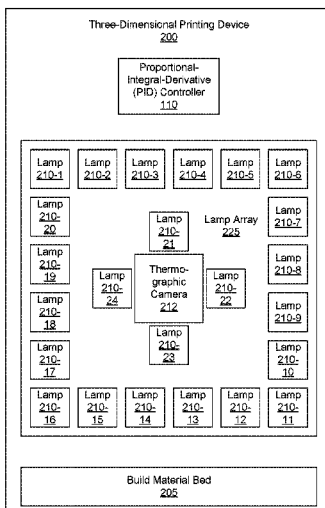 Three-Dimensional Printing Device
200
Proportional-
Integral-Derivative
(PID) Controller
110
Lamp
210-1
Lamp
210-2
Lamp
210-3
Lamp
210-4
Lamp
210-5
Lamp
210-6
Lamp
210-
20
Lamp
210-
21
Lamp Array
225
Lamp
210-7
Lamp
210-
19
Lamp
210-8
Lamp
210-
24
Thermo-
graphic
Camera
212
Lamp
210-
22
Lamp
210-
18
Lamp
210-9
Lamp
210-
23
Lamp
210-
17
Lamp
210-
10
Lamp
210-
16
Lamp
210-
15
Lamp
210-
14
Lamp
210-
13
Lamp
210-
12
Lamp
210-
11
Build Material Bed
205